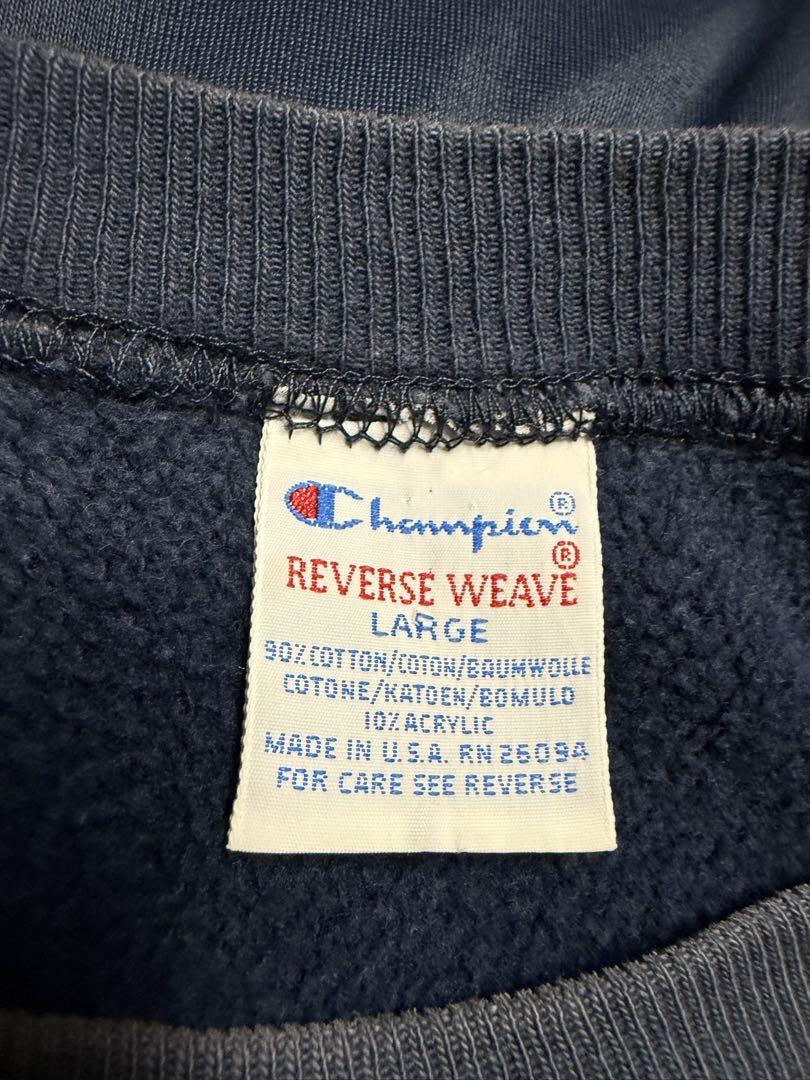 Champion®
REVERSE WEAVE®
LARGE
90% COTTON/COTON/BAUMWOLLE
COTONE/KATOEN/BOMULD
10% ACRYLIC
MADE IN U.S.A. RN 26094
FOR CARE SEE REVERSE